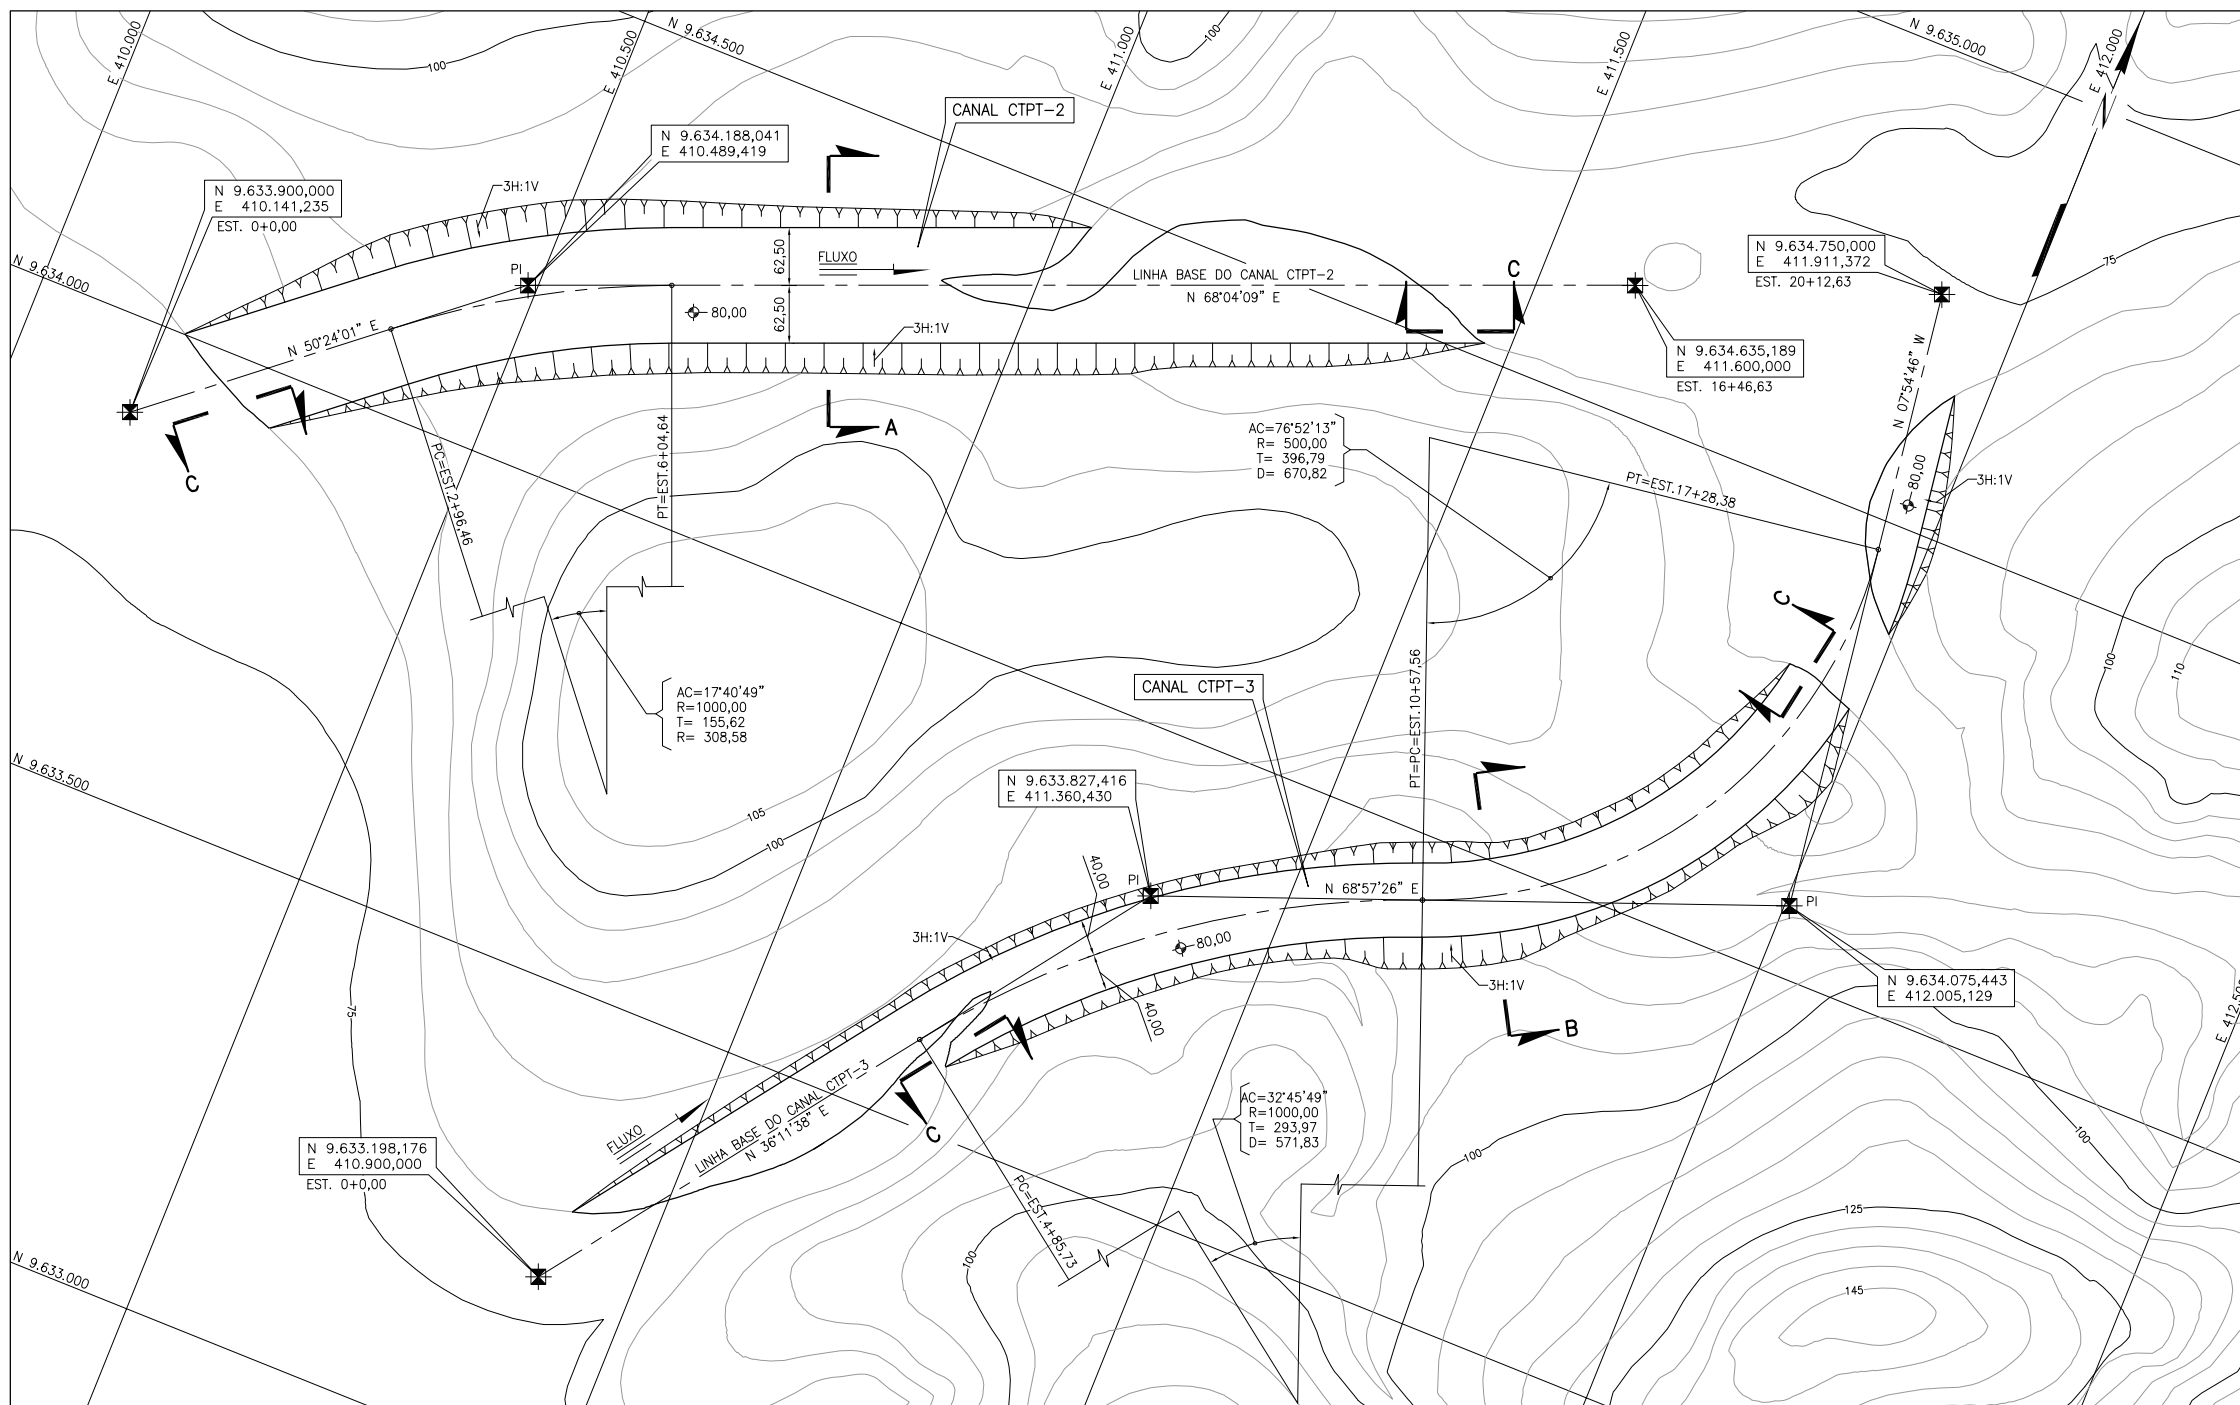 E 410.000
100
E 410.500
N 9.634.500
E 411.000
100
E 411.500
N 9.635.000
E 412.000
N
CANAL CTPT-2
N 9.634.188,041
E 410.489,419
N 9.633.900,000
E 410.141,235
EST. 0+0,00
3H:1V
N 9.634.000
PI
62,50
62,50
FLUXO
LINHA BASE DO CANAL CTPT-2
N 68°04'09" E
C
N 9.634.750,000
E 411.911,372
EST. 20+12,63
75
80,00
3H:1V
N 50°24'01" E
N 9.634.635,189
E 411.600,000
EST. 16+46,63
N 07°54'46" W
C
A
PC=EST.2+96,46
PT=EST.6+04,64
AC=76°52'13"
R= 500,00
T= 396,79
D= 670,82
PT=EST.17+28,38
80,00
3H:1V
C
100
110
AC=17°40'49"
R=1000,00
T= 155,62
R= 308,58
CANAL CTPT-3
PT=PC=EST.10+57,56
N 9.633.500
105
100
N 9.633.827,416
E 411.360,430
40,00
PI
N 68°57'26" E
PI
3H:1V
80,00
3H:1V
40,00
N 9.634.075,443
E 412.005,129
E 412.50
75
B
LINHA BASE DO CANAL CTPT-3
N 36°11'38" E
FLUXO
C
AC=32°45'49"
R=1000,00
T= 293,97
D= 571,83
N 9.633.198,176
E 410.900,000
EST. 0+0,00
PC=EST.4+85,73
100
100
100
125
145
N 9.633.000